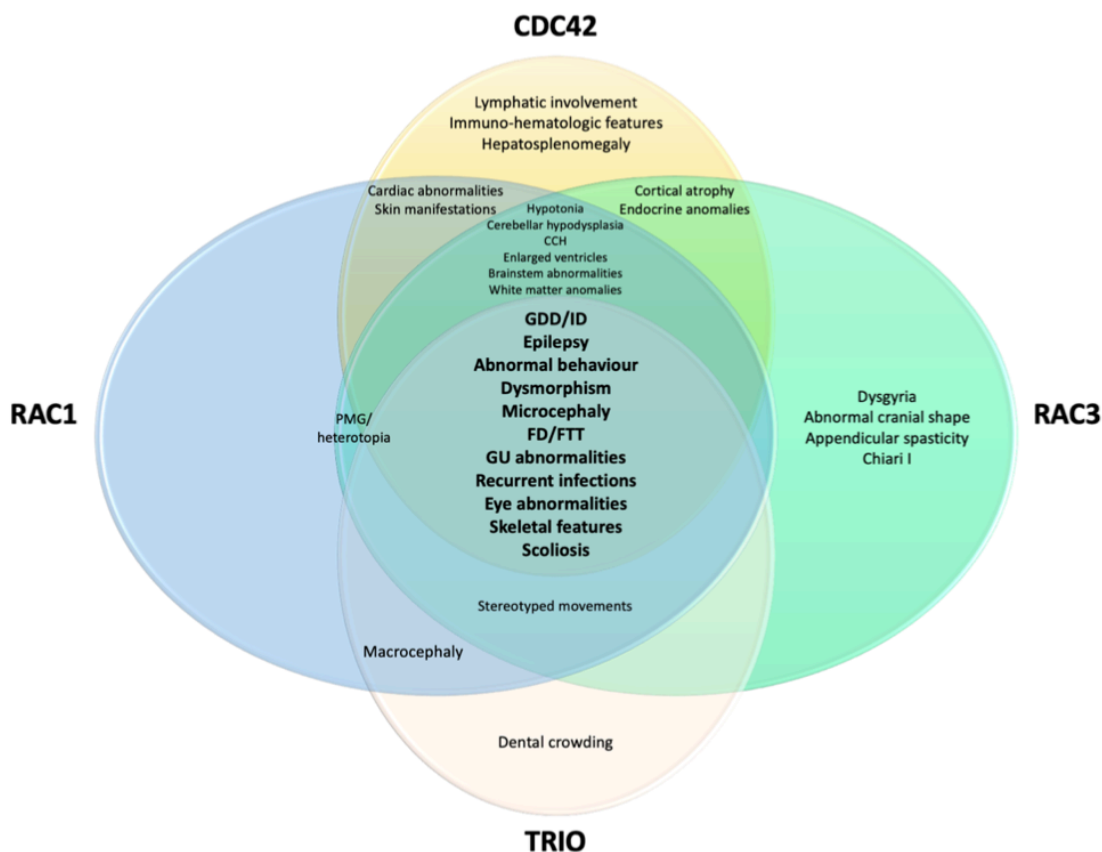 CDC42
Lymphatic involvement
Immuno-hematologic features
Hepatosplenomegaly
Cardiac abnormalities
Skin manifestations
Cortical atrophy
Endocrine anomalies
Hypotonia
Cerebellar hypodysplasia
CCH
Enlarged ventricles
Brainstem abnormalities
White matter anomalies
GDD/ID
Epilepsy
Abnormal behaviour
Dysmorphism
Microcephaly
FD/FTT
GU abnormalities
Recurrent infections
Eye abnormalities
Skeletal features
Scoliosis
RAC1
PMG/
heterotopia
Dysgyria
Abnormal cranial shape
Appendicular spasticity
Chiari I
RAC3
Stereotyped movements
Macrocephaly
Dental crowding
TRIO